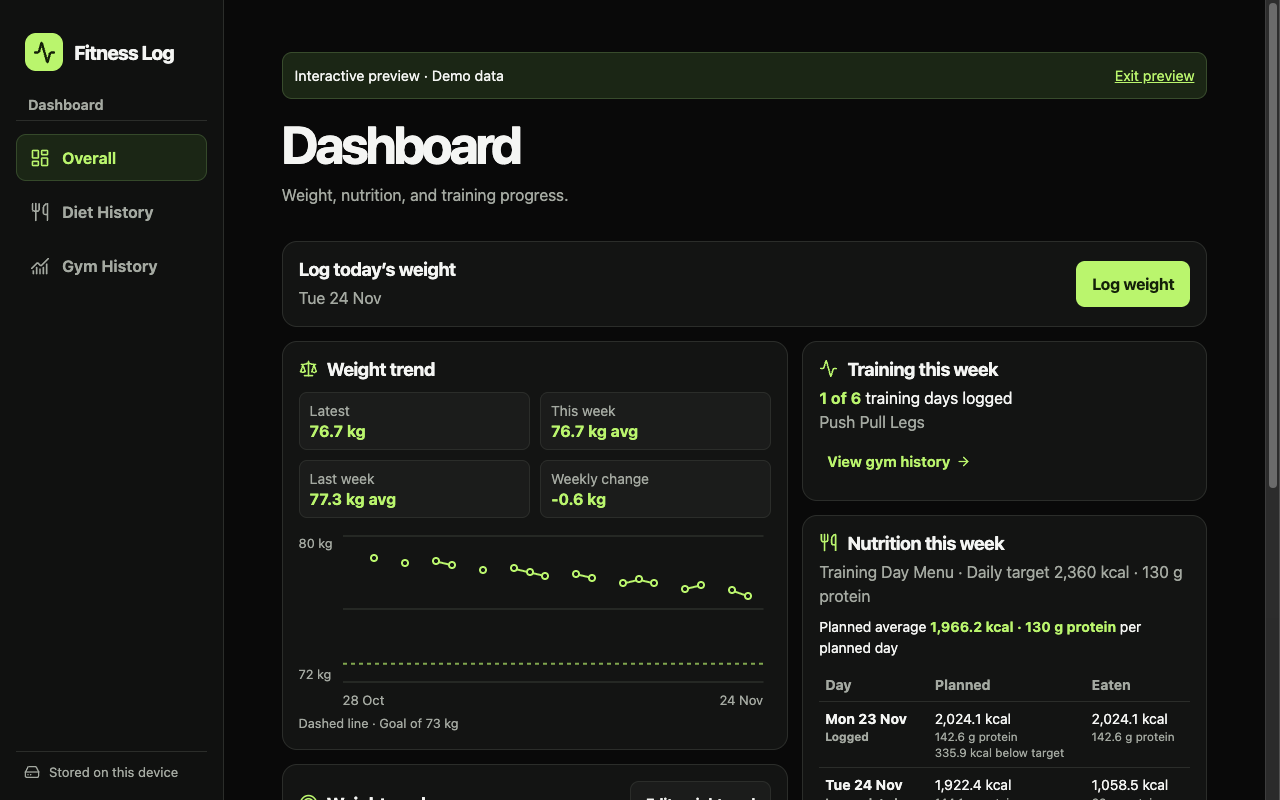 Fitness Log
Dashboard
Overall
Diet History
Gym History
Stored on this device
Interactive preview · Demo data
Exit preview
Dashboard
Weight, nutrition, and training progress.
Log today’s weight
Tue 24 Nov
Log weight
Weight trend
Latest
76.7 kg
This week
76.7 kg avg
Last week
77.3 kg avg
Weekly change
-0.6 kg
80 kg
72 kg
28 Oct
24 Nov
Dashed line · Goal of 73 kg
Training this week
1 of 6 training days logged
Push Pull Legs
View gym history →
Nutrition this week
Training Day Menu · Daily target 2,360 kcal · 130 g
protein
Planned average 1,966.2 kcal · 130 g protein per
planned day
Day Planned Eaten
Mon 23 Nov 2,024.1 kcal 2,024.1 kcal
Logged 142.6 g protein 142.6 g protein
335.9 kcal below target
Tue 24 Nov 1,922.4 kcal 1,058.5 kcal